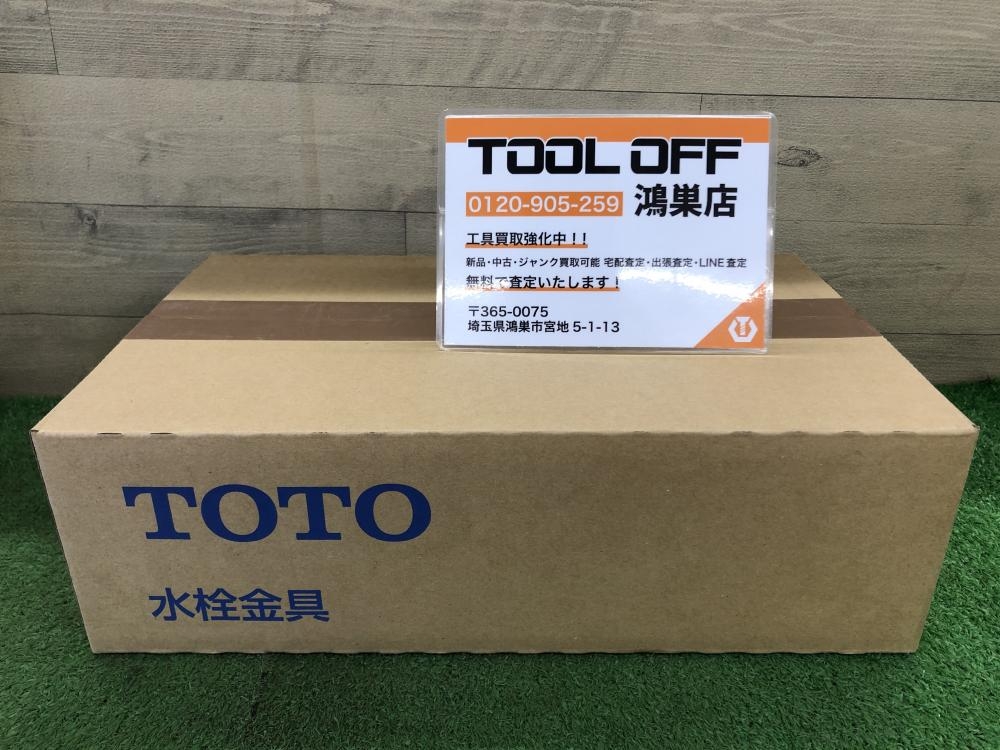 TOOL OFF
0120-905-259 鴻巣店
工具買取強化中！！
新品・中古・ジャンク買取可能 宅配査定・出張査定・LINE査定
無料で査定いたします！
〒365-0075
埼玉県鴻巣市宮地 5-1-13
TOTO
水栓金具